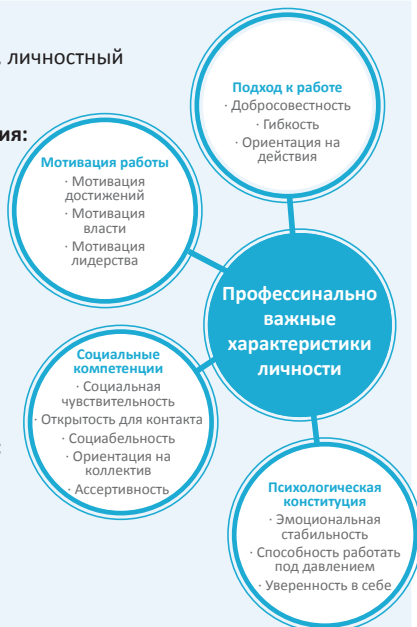 личностный
ия:
Подход к работе
· Добросовестность
· Гибкость
· Ориентация на
действия
Мотивация работы
· Мотивация
достижений
· Мотивация
власти
· Мотивация
лидерства
Профессинально
важные
характеристики
личности
Социальные
компетенции
· Социальная
чувствительность
· Открытость для контакта
· Социабельность
· Ориентация на
коллектив
· Ассертивность
Психологическая
конституция
· Эмоциональная
стабильность
· Способность работать
под давлением
· Уверенность в себе